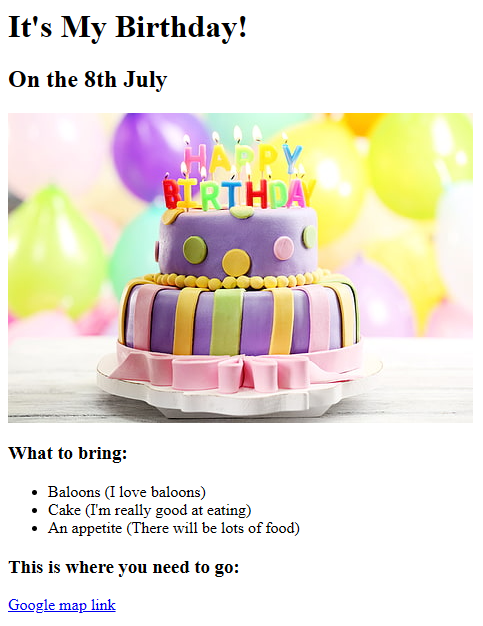 It's My Birthday!
On the 8th July
HAPPY
BIRTHDAY
What to bring:
Baloons (I love baloons)
Cake (I'm really good at eating)
An appetite (There will be lots of food)
This is where you need to go:
Google map link